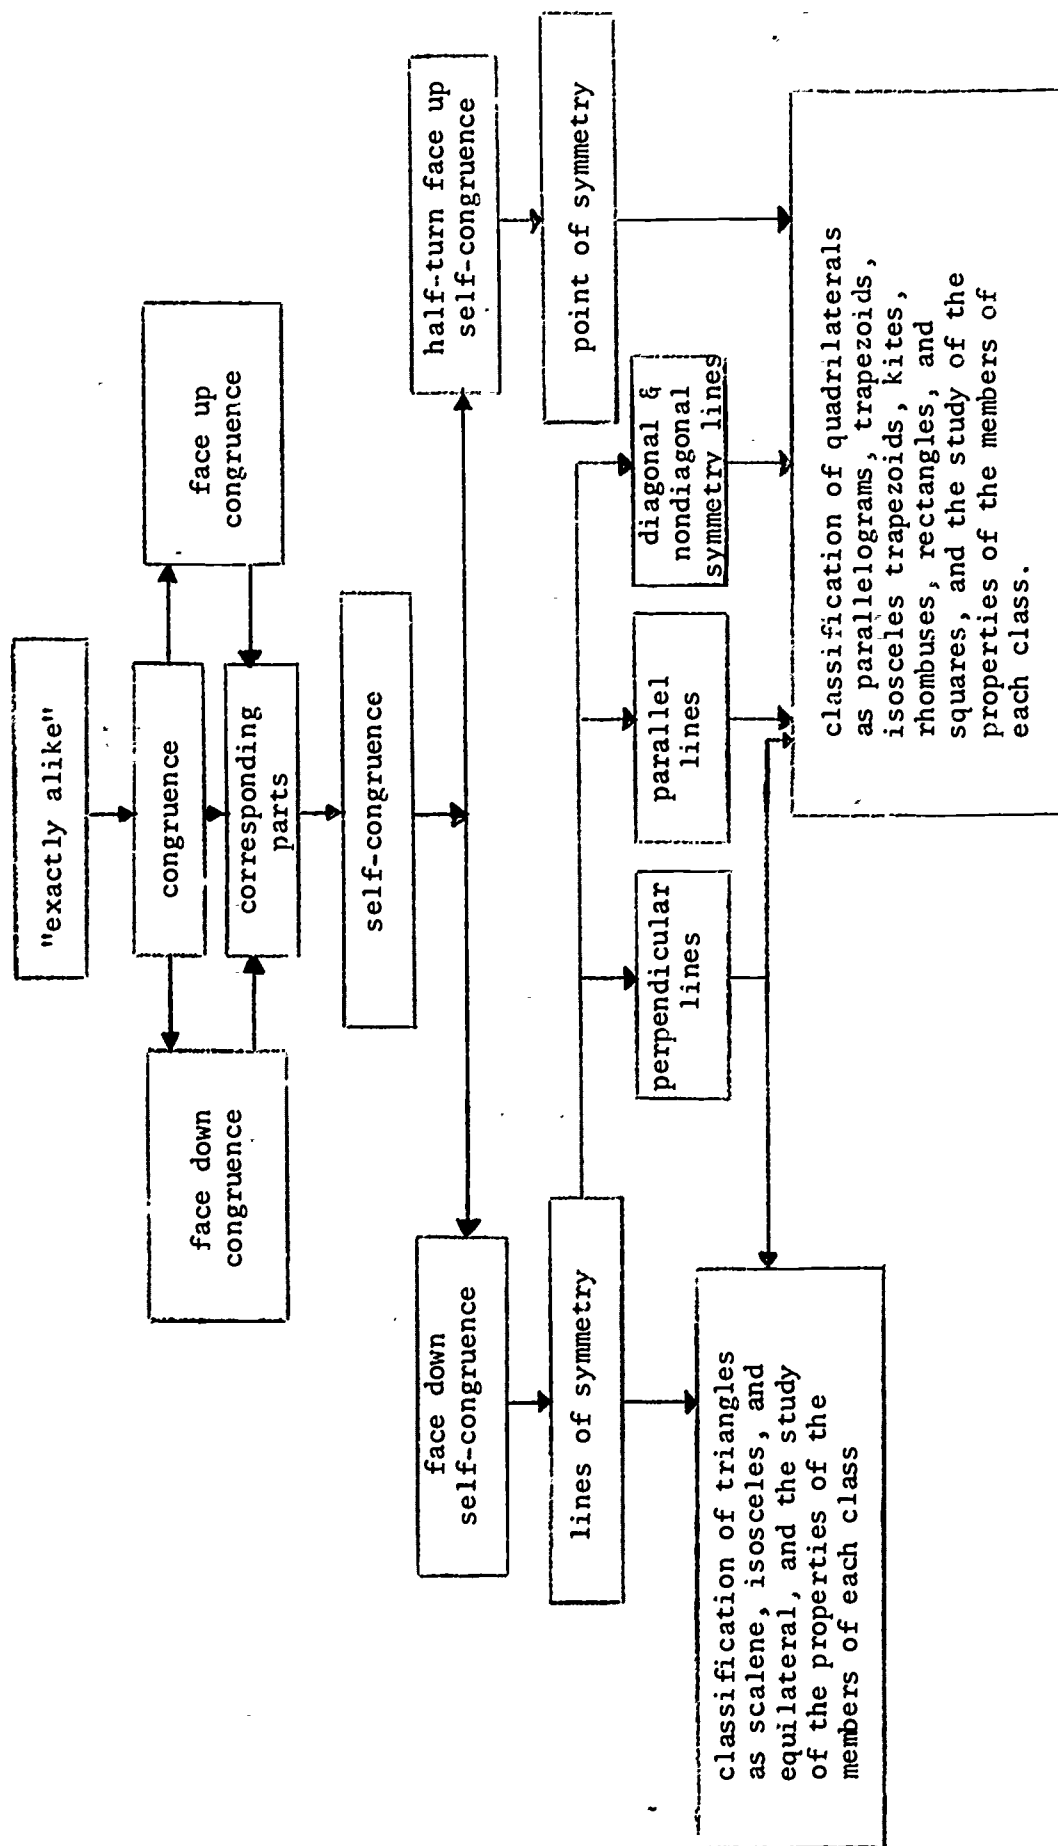 "exactly alike"
congruence
face down
congruence
face up
congruence
corresponding
parts
self-congruence
face down
self-congruence
half-turn face up
self-congruence
lines of symmetry
point of symmetry
perpendicular
lines
parallel
lines
diagonal &
nondiagonal
symmetry lines
classification of triangles
as scalene, isosceles, and
equilateral, and the study
of the properties of the
members of each class
classification of quadrilaterals
as parallelograms, trapezoids,
isosceles trapezoids, kites,
rhombuses, rectangles, and
squares, and the study of the
properties of the members of
each class.